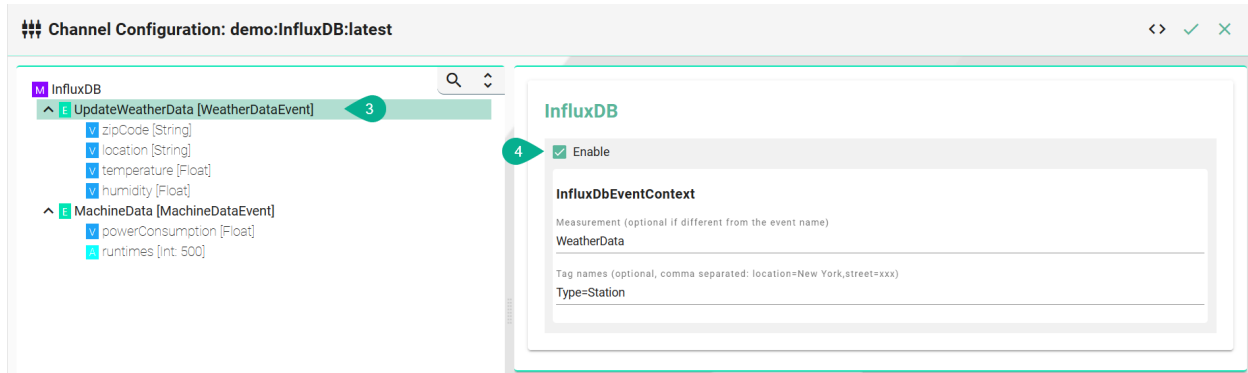 Channel Configuration: demo:InfluxDB:latest
M InfluxDB
E UpdateWeatherData [WeatherDataEvent]
3
V zipCode [String]
V location [String]
V temperature [Float]
V humidity [Float]
E MachineData [MachineDataEvent]
V powerConsumption [Float]
A runtimes [Int: 500]
InfluxDB
4
Enable
InfluxDbEventContext
Measurement (optional if different from the event name)
WeatherData
Tag names (optional, comma separated: location=New York,street=xxx)
Type=Station